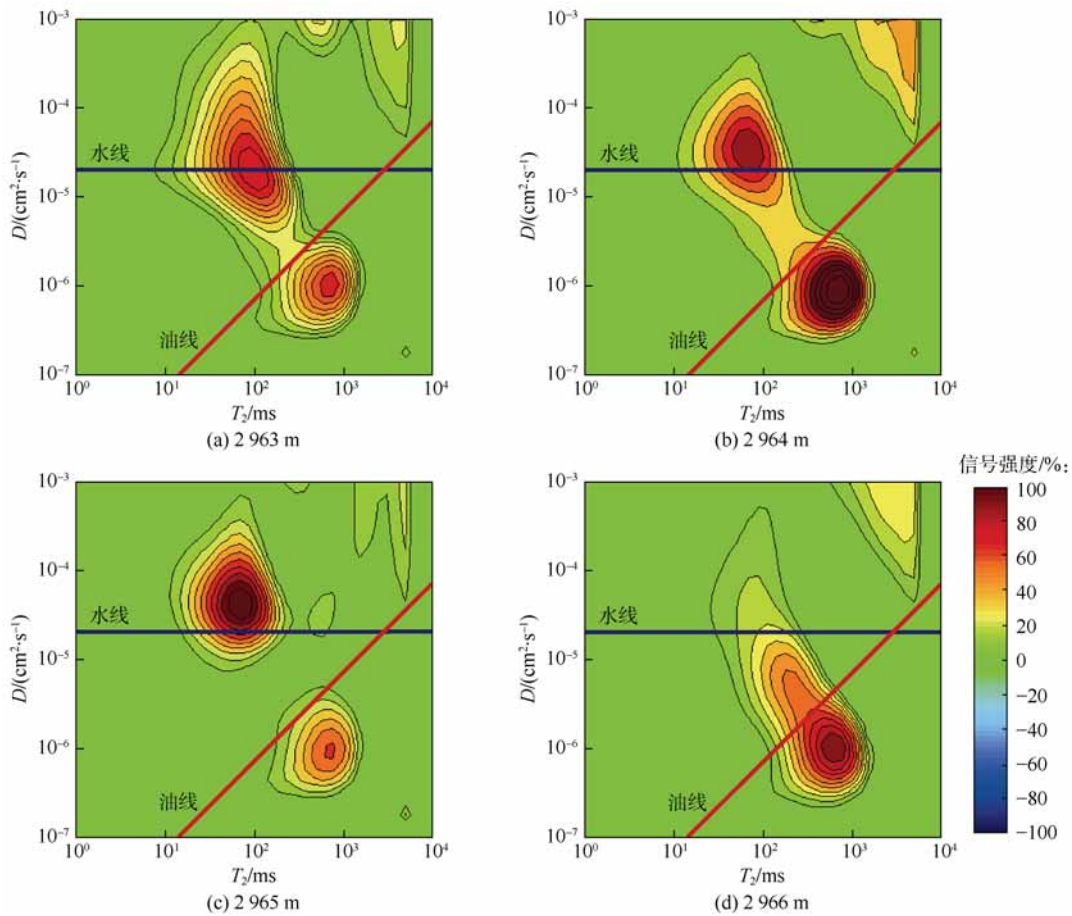 10⁻³
10⁻⁴
10⁻⁵
10⁻⁶
10⁻⁷
D/(cm²·s⁻¹)
水线
油线
10⁰ 10¹ 10² 10³ 10⁴
T₂/ms
(a) 2 963 m
10⁻³
10⁻⁴
10⁻⁵
10⁻⁶
10⁻⁷
D/(cm²·s⁻¹)
水线
油线
10⁰ 10¹ 10² 10³ 10⁴
T₂/ms
(b) 2 964 m
10⁻³
10⁻⁴
10⁻⁵
10⁻⁶
10⁻⁷
D/(cm²·s⁻¹)
水线
油线
10⁰ 10¹ 10² 10³ 10⁴
T₂/ms
(c) 2 965 m
10⁻³
10⁻⁴
10⁻⁵
10⁻⁶
10⁻⁷
D/(cm²·s⁻¹)
水线
油线
10⁰ 10¹ 10² 10³ 10⁴
T₂/ms
(d) 2 966 m
信号强度/%:
100
80
60
40
20
0
−20
−40
−60
−80
−100